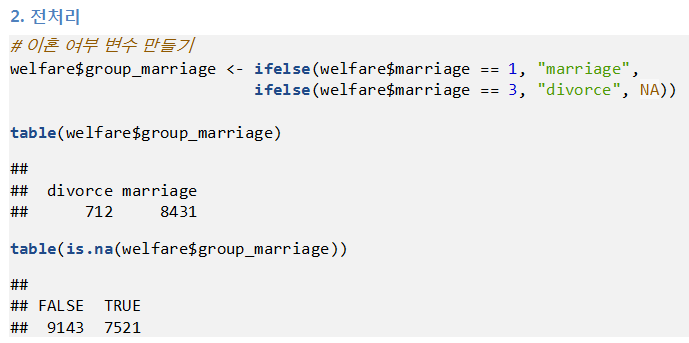 2. 전처리
# 이혼 여부 변수 만들기
welfare$group_marriage <- ifelse(welfare$marriage == 1, "marriage",
                          ifelse(welfare$marriage == 3, "divorce", NA))
table(welfare$group_marriage)
##
##  divorce marriage
##      712     8431
table(is.na(welfare$group_marriage))
##
## FALSE  TRUE
##  9143  7521